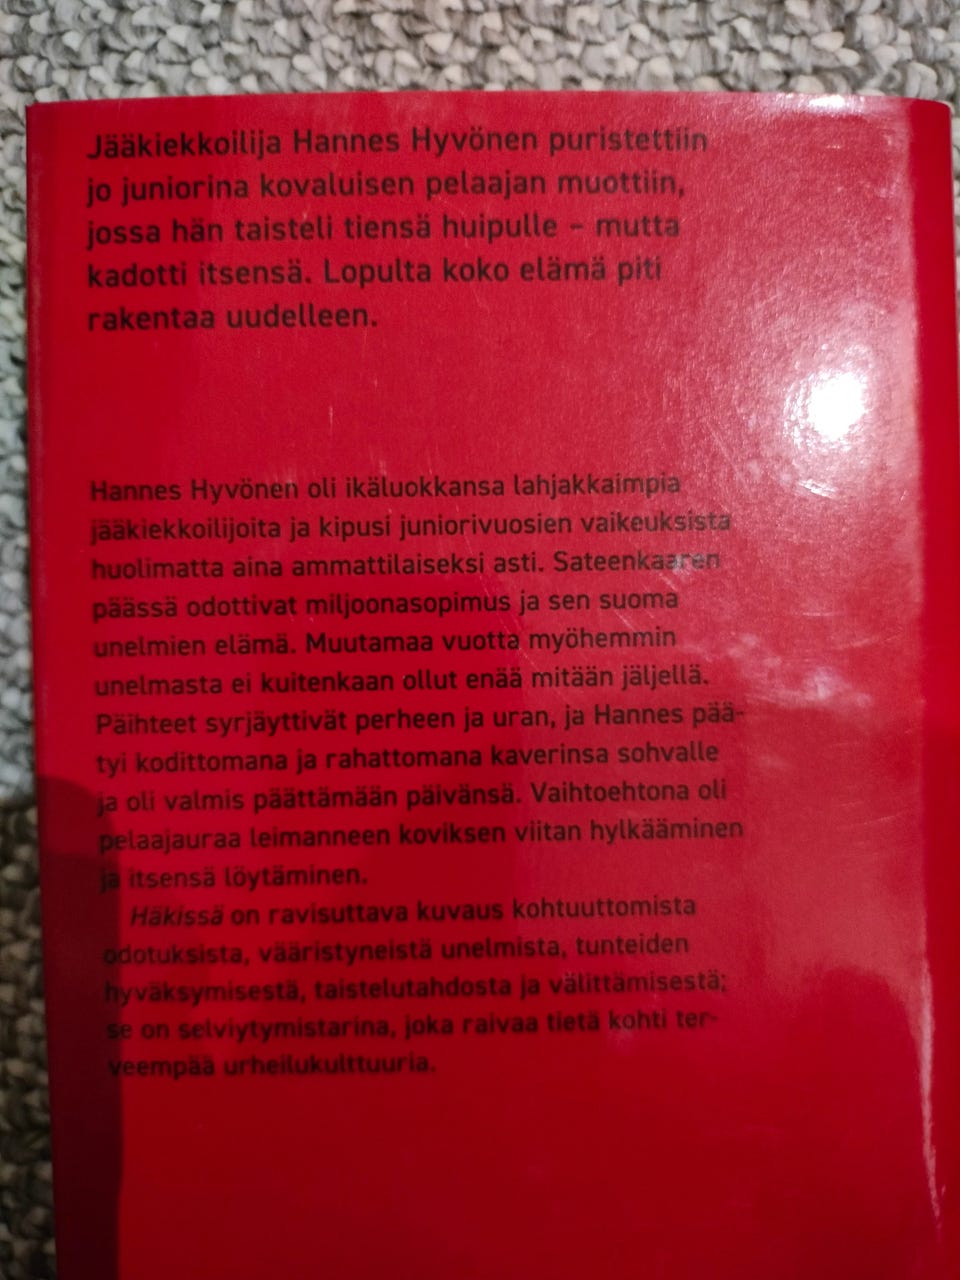 Jääkiekkoilija Hannes Hyvönen puristettiin
jo juniorina kovaluisen pelaajan muottiin,
jossa hän taisteli tiensä huipulle – mutta
kadotti itsensä. Lopulta koko elämä piti
rakentaa uudelleen.
Hannes Hyvönen oli ikäluokkansa lahjakkaimpia
jääkiekkoilijoita ja kipusi juniorivuosien vaikeuksista
huolimatta aina ammattilaiseksi asti. Sateenkaaren
päässä odottivat miljoonasopimus ja sen suoma
unelmien elämä. Muutamaa vuotta myöhemmin
unelmasta ei kuitenkaan ollut enää mitään jäljellä.
Päihteet syrjäyttivät perheen ja uran, ja Hannes pää-
tyi kodittomana ja rahattomana kaverinsa sohvalle
ja oli valmis päättämään päivänsä. Vaihtoehtona oli
pelaajauraa leimanneen koviksen viitan hylkääminen
ja itsensä löytäminen.
Häkissä on ravisuttava kuvaus kohtuuttomista
odotuksista, vääristyneistä unelmista, tunteiden
hyväksymisestä, taistelutahdosta ja välittämisestä;
se on selviytymistarina, joka raivaa tietä kohti ter-
veempää urheilukulttuuria.